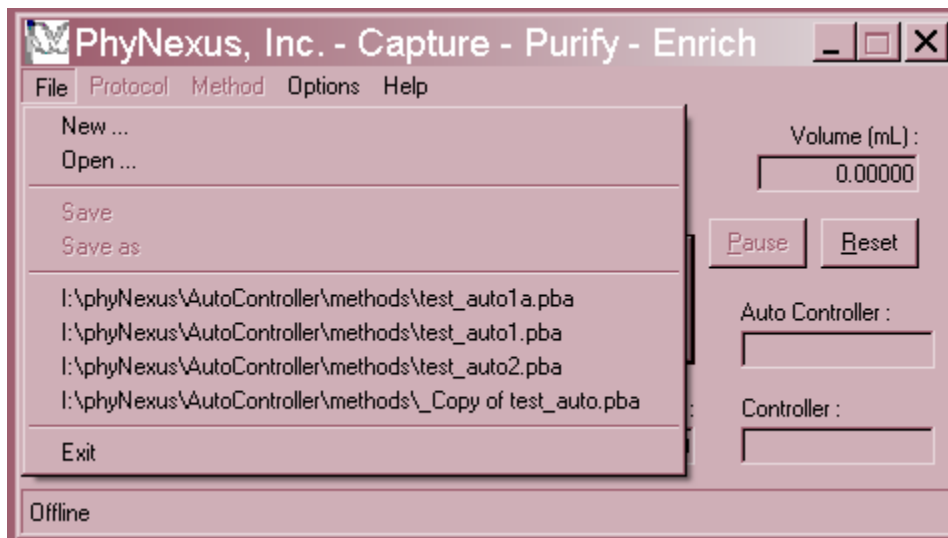 PhyNexus, Inc. - Capture - Purify - Enrich
File Protocol Method Options Help
New ...
Open ...
Save
Save as
I:\phyNexus\AutoController\methods\test_auto1a.pba
I:\phyNexus\AutoController\methods\test_auto1.pba
I:\phyNexus\AutoController\methods\test_auto2.pba
I:\phyNexus\AutoController\methods\_Copy of test_auto.pba
Exit
Volume (mL) :
0.00000
Pause Reset
Auto Controller :
Controller :
Offline